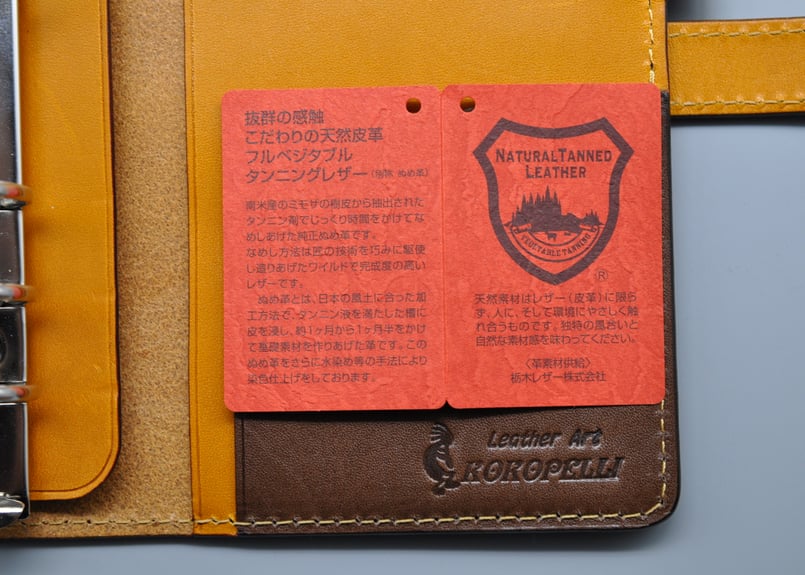 抜群の感触
こだわりの天然皮革
フルベジタブル
タンニングレザー(俗称 ぬめ革)
南米産のミモザの樹皮から抽出された
タンニン剤でじっくり時間をかけてな
めしあげた純正ぬめ革です。
なめし方法は匠の技術を巧みに駆使
し造りあげたワイルドで完成度の高い
レザーです。
ぬめ革とは、日本の風土に合った加
工方法で、タンニン液を満たした槽に
皮を浸し、約1ヶ月から1ヶ月半をかけ
て基礎素材を作りあげた革です。この
ぬめ革をさらに水染め等の手法により
染色仕上げをしております。
NATURAL TANNED
LEATHER
VEGETABLE TANNING
®
天然素材はレザー(皮革)に限ら
ず、人に、そして環境にやさしく触
れ合うものです。独特の風合いと
自然な素材感を味わってください。
〈革素材供給〉
栃木レザー株式会社
Leather Art
KOKOPELLI